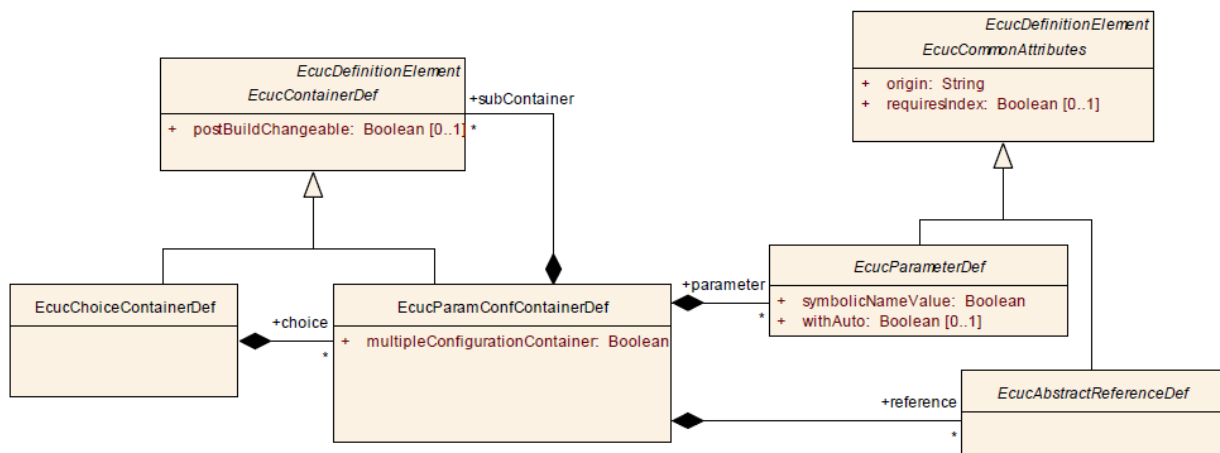 EcucDefinitionElement
EcucCommonAttributes
+ origin: String
+ requiresIndex: Boolean [0..1]
EcucDefinitionElement
EcucContainerDef
+ postBuildChangeable: Boolean [0..1]
+subContainer
*
EcucParameterDef
+ symbolicNameValue: Boolean
+ withAuto: Boolean [0..1]
+parameter
*
EcucChoiceContainerDef
+choice
*
EcucParamConfContainerDef
+ multipleConfigurationContainer: Boolean
EcucAbstractReferenceDef
+reference
*